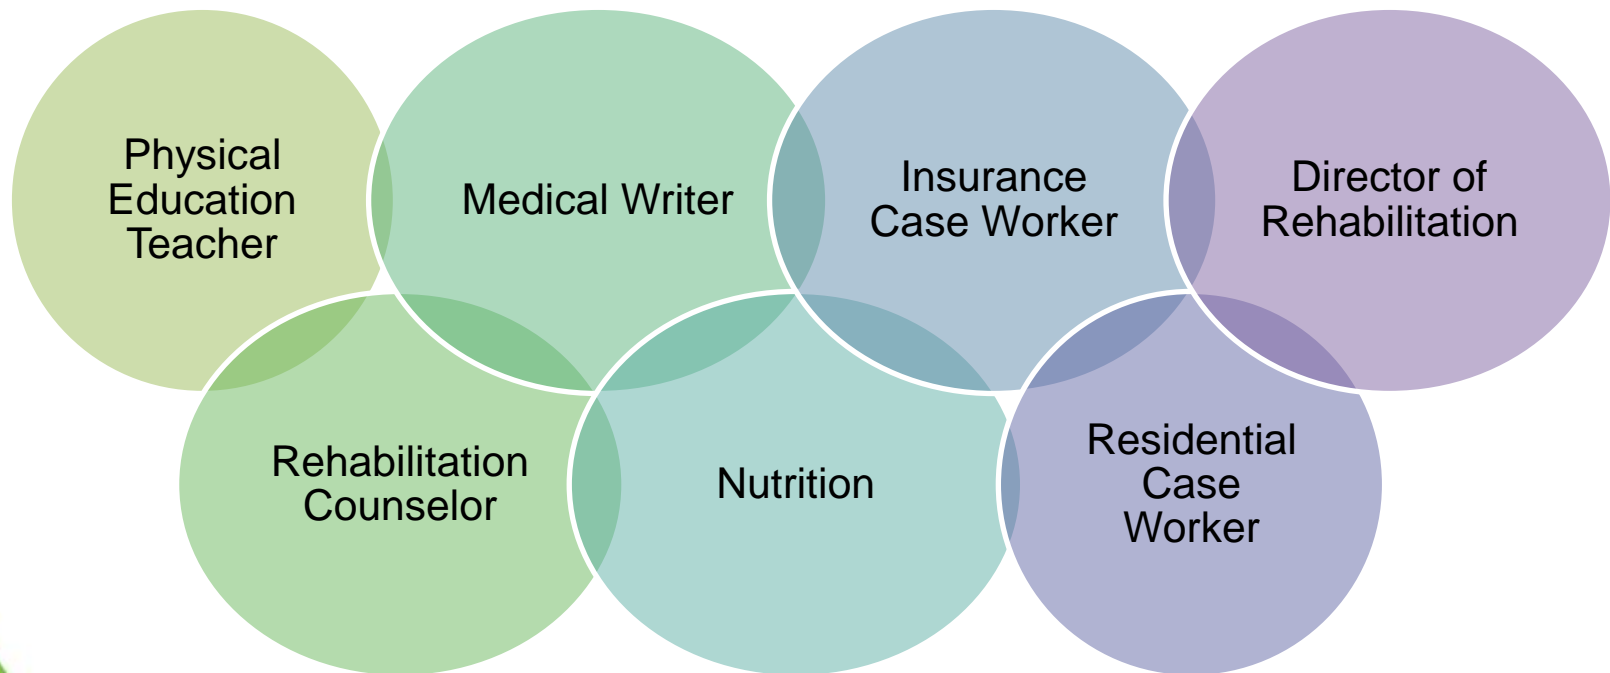 Physical
Education
Teacher
Medical Writer
Insurance
Case Worker
Director of
Rehabilitation
Rehabilitation
Counselor
Nutrition
Residential
Case
Worker